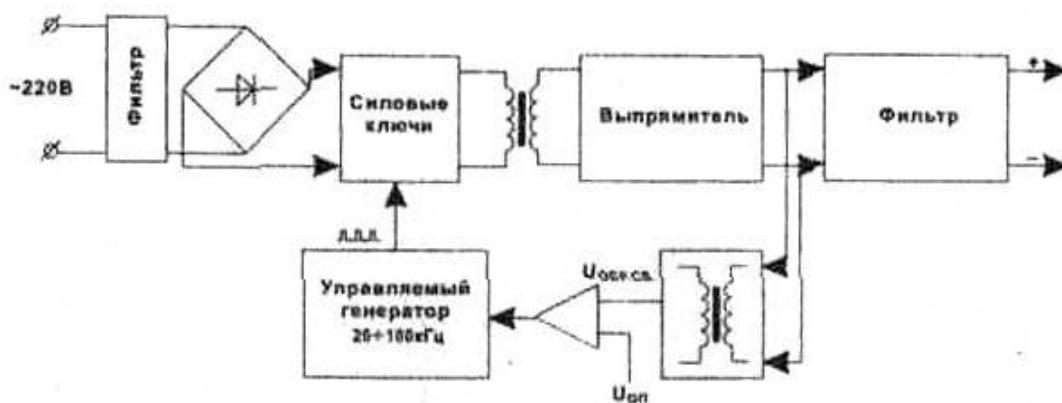 ~220В
Фильтр
Силовые
ключи
Выпрямитель
Фильтр
+
−
Управляемый
генератор
20÷100кГц
Uобр.св.
Uоп